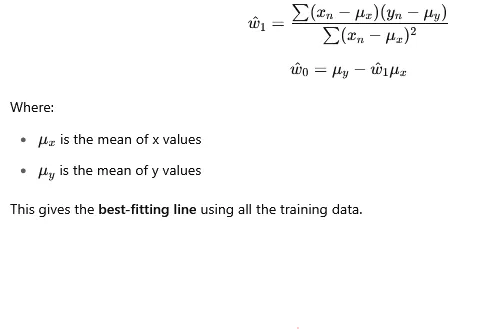 ŵ₁ = ∑(xₙ − μₓ)(yₙ − μᵧ) / ∑(xₙ − μₓ)²
ŵ₀ = μᵧ − ŵ₁μₓ
Where:
• μₓ is the mean of x values
• μᵧ is the mean of y values
This gives the best-fitting line using all the training data.